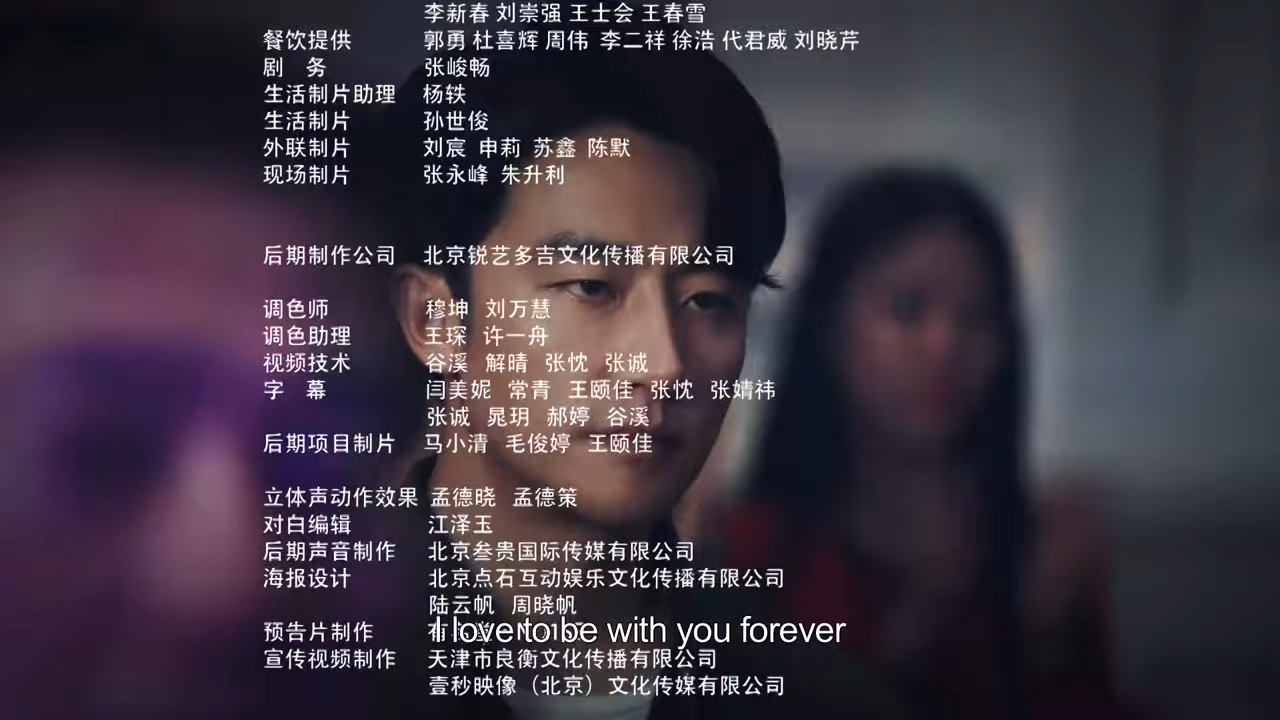 李新春 刘崇强 王士会 王春雪
餐饮提供 郭勇 杜喜辉 周伟 李二祥 徐浩 代君威 刘晓芹
剧 务 张峻畅
生活制片助理 杨轶
生活制片 孙世俊
外联制片 刘宸 申莉 苏鑫 陈默
现场制片 张永峰 朱升利
后期制作公司 北京锐艺多吉文化传播有限公司
调色师 穆坤 刘万慧
调色助理 王琛 许一舟
视频技术 谷溪 解晴 张忱 张诚
字 幕 闫美妮 常青 王颐佳 张忱 张婧祎
张诚 晁玥 郝婷 谷溪
后期项目制片 马小清 毛俊婷 王颐佳
立体声动作效果 孟德晓 孟德策
对白编辑 江泽玉
后期声音制作 北京叁贵国际传媒有限公司
海报设计 北京点石互动娱乐文化传播有限公司
陆云帆 周晓帆
预告片制作
I love to be with you forever
宣传视频制作 天津市良衡文化传播有限公司
壹秒映像（北京）文化传媒有限公司